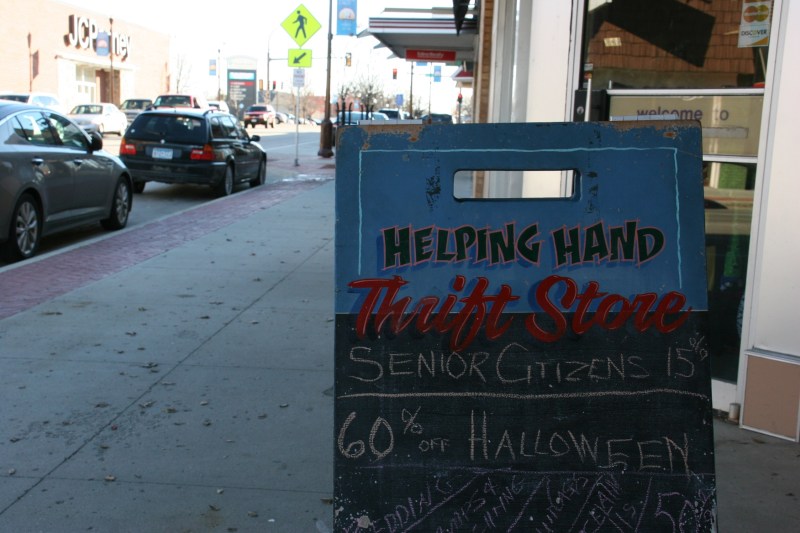 JCPenney
welcome to
DISCOVER
HELPING HAND
Thrift Store
SENIOR CITIZENS 15%
60% OFF HALLOWEEN